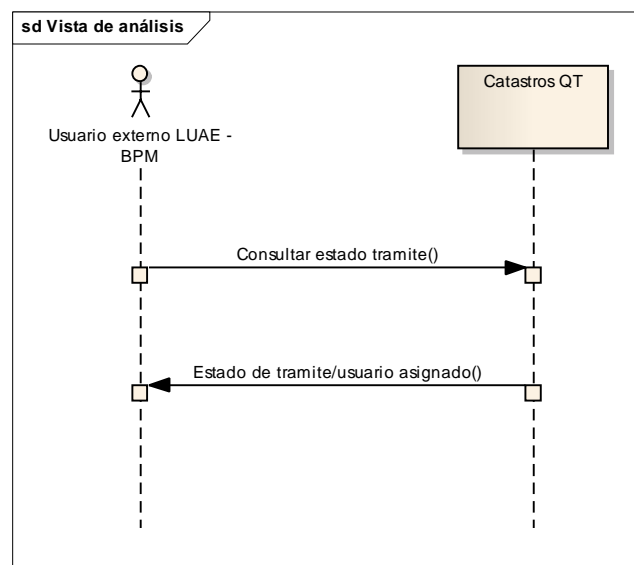 sd Vista de análisis
Usuario externo LUAE -
BPM
Catastros QT
Consultar estado tramite()
Estado de tramite/usuario asignado()